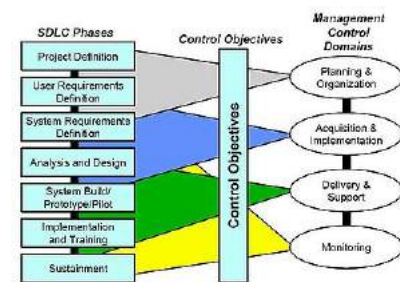 SDLC Phases
Control Objectives
Management
Control
Domains
Project Definition
User Requirements
Definition
System Requirements
Definition
Analysis and Design
System Build/
Prototype/Pilot
Implementation
and Training
Sustainment
Control Objectives
Planning &
Organization
Acquisition &
Implementation
Delivery &
Support
Monitoring